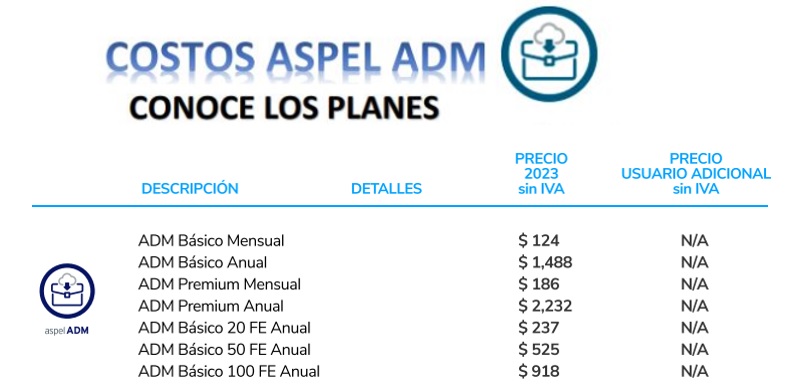 COSTOS ASPEL ADM
CONOCE LOS PLANES
DESCRIPCIÓN DETALLES PRECIO 2023 sin IVA PRECIO USUARIO ADICIONAL sin IVA
ADM Básico Mensual $ 124 N/A
ADM Básico Anual $ 1,488 N/A
ADM Premium Mensual $ 186 N/A
ADM Premium Anual $ 2,232 N/A
ADM Básico 20 FE Anual $ 237 N/A
ADM Básico 50 FE Anual $ 525 N/A
ADM Básico 100 FE Anual $ 918 N/A
aspel ADM